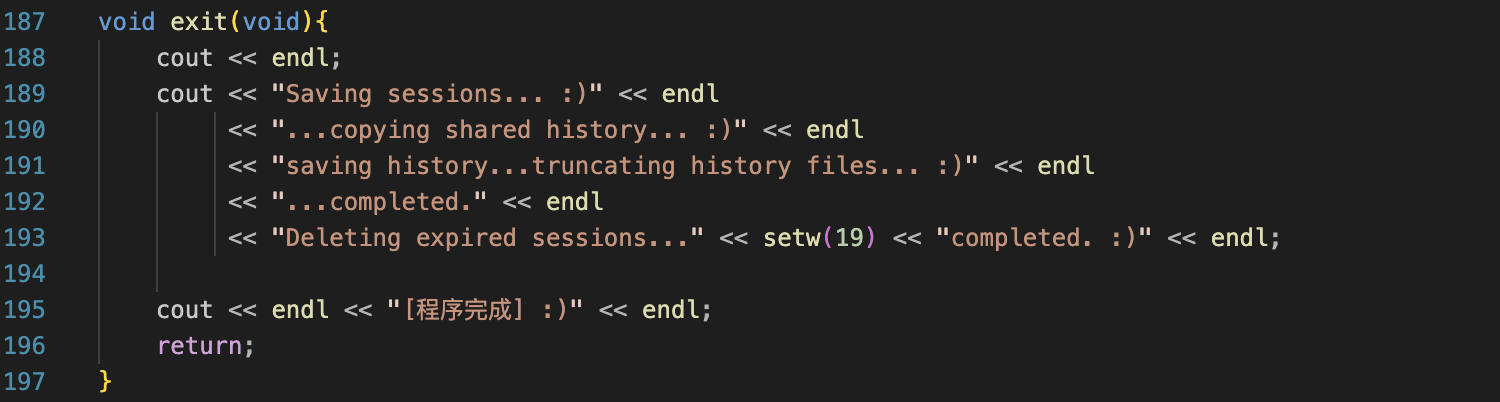 187 void exit(void){
188 cout << endl;
189 cout << "Saving sessions... :)" << endl
190 << "...copying shared history... :)" << endl
191 << "saving history...truncating history files... :)" << endl
192 << "...completed." << endl
193 << "Deleting expired sessions..." << setw(19) << "completed. :)" << endl;
194
195 cout << endl << "[程序完成] :)" << endl;
196 return;
197 }